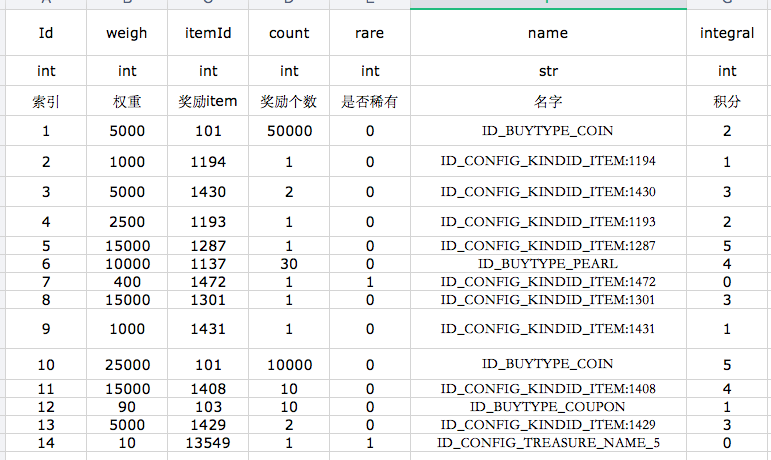 Id weigh itemId count rare name integral
int int int int int str int
索引 权重 奖励item 奖励个数 是否稀有 名字 积分
1 5000 101 50000 0 ID_BUYTYPE_COIN 2
2 1000 1194 1 0 ID_CONFIG_KINDID_ITEM:1194 1
3 5000 1430 2 0 ID_CONFIG_KINDID_ITEM:1430 3
4 2500 1193 1 0 ID_CONFIG_KINDID_ITEM:1193 2
5 15000 1287 1 0 ID_CONFIG_KINDID_ITEM:1287 5
6 10000 1137 30 0 ID_BUYTYPE_PEARL 4
7 400 1472 1 1 ID_CONFIG_KINDID_ITEM:1472 0
8 15000 1301 1 0 ID_CONFIG_KINDID_ITEM:1301 3
9 1000 1431 1 0 ID_CONFIG_KINDID_ITEM:1431 1
10 25000 101 10000 0 ID_BUYTYPE_COIN 5
11 15000 1408 10 0 ID_CONFIG_KINDID_ITEM:1408 4
12 90 103 10 0 ID_BUYTYPE_COUPON 1
13 5000 1429 2 0 ID_CONFIG_KINDID_ITEM:1429 3
14 10 13549 1 1 ID_CONFIG_TREASURE_NAME_5 0